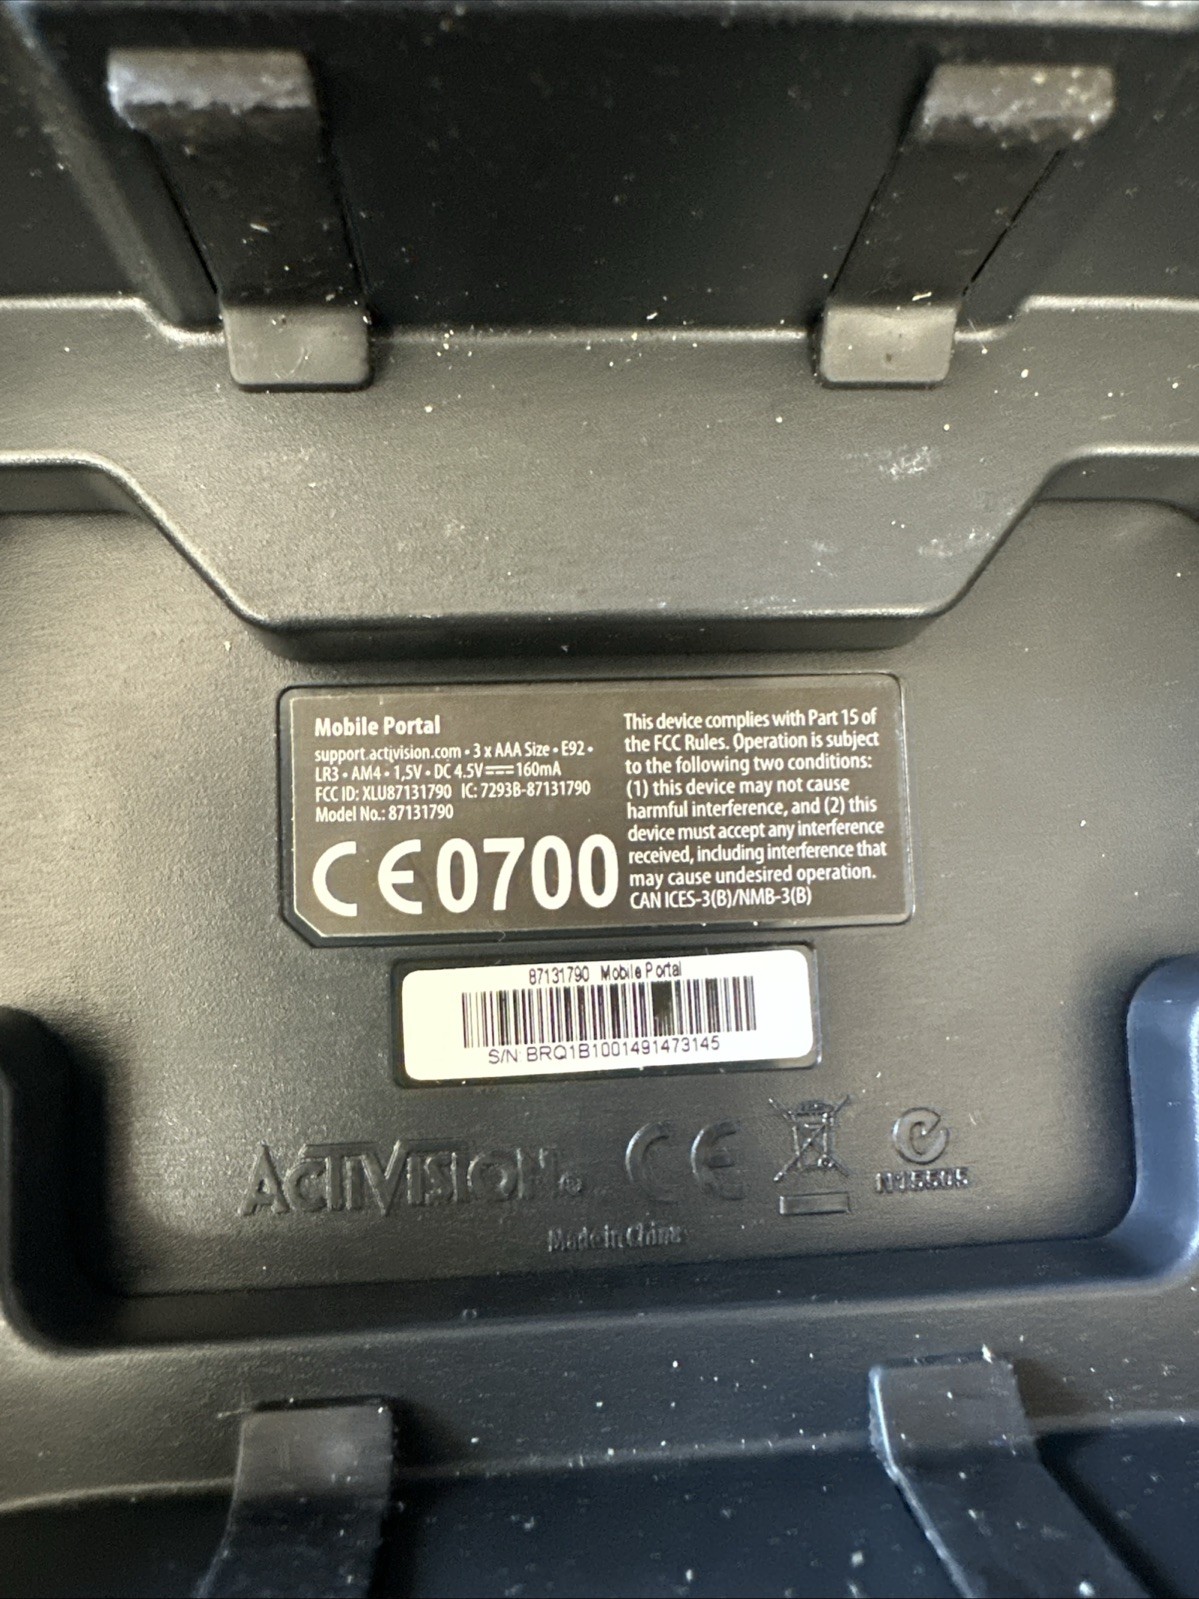 Mobile Portal
support.activision.com • 3 x AAA Size • E92 •
LR3 • AM4 • 1,5V • DC 4.5V⎓160mA
FCC ID: XLU87131790 IC: 7293B-87131790
Model No.: 87131790
CE0700
This device complies with Part 15 of
the FCC Rules. Operation is subject
to the following two conditions:
(1) this device may not cause
harmful interference, and (2) this
device must accept any interference
received, including interference that
may cause undesired operation.
CAN ICES-3(B)/NMB-3(B)
87131790 Mobile Portal
S/N BRQ1B1001491473145
ACTIVISION® CE
N15505
Made in China